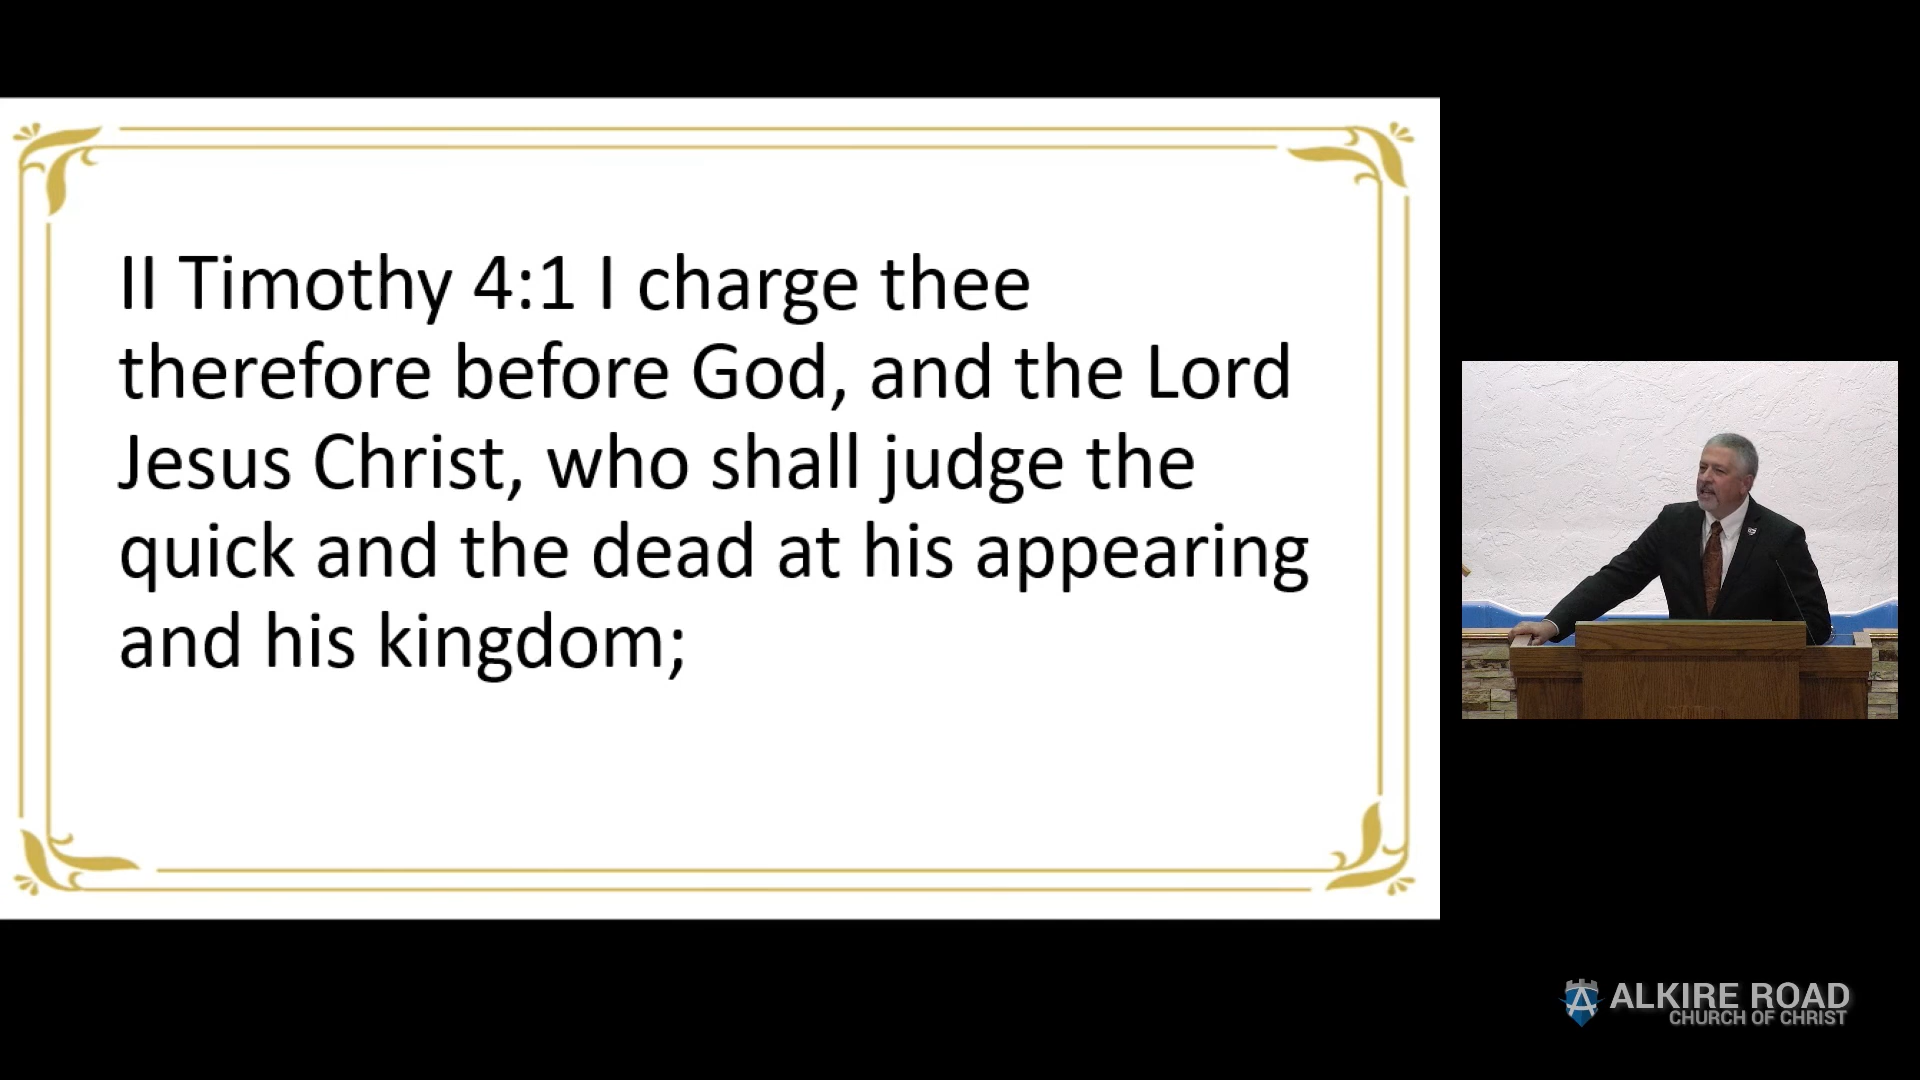 II Timothy 4:1 I charge thee
therefore before God, and the Lord
Jesus Christ, who shall judge the
quick and the dead at his appearing
and his kingdom;
ALKIRE ROAD
CHURCH OF CHRIST